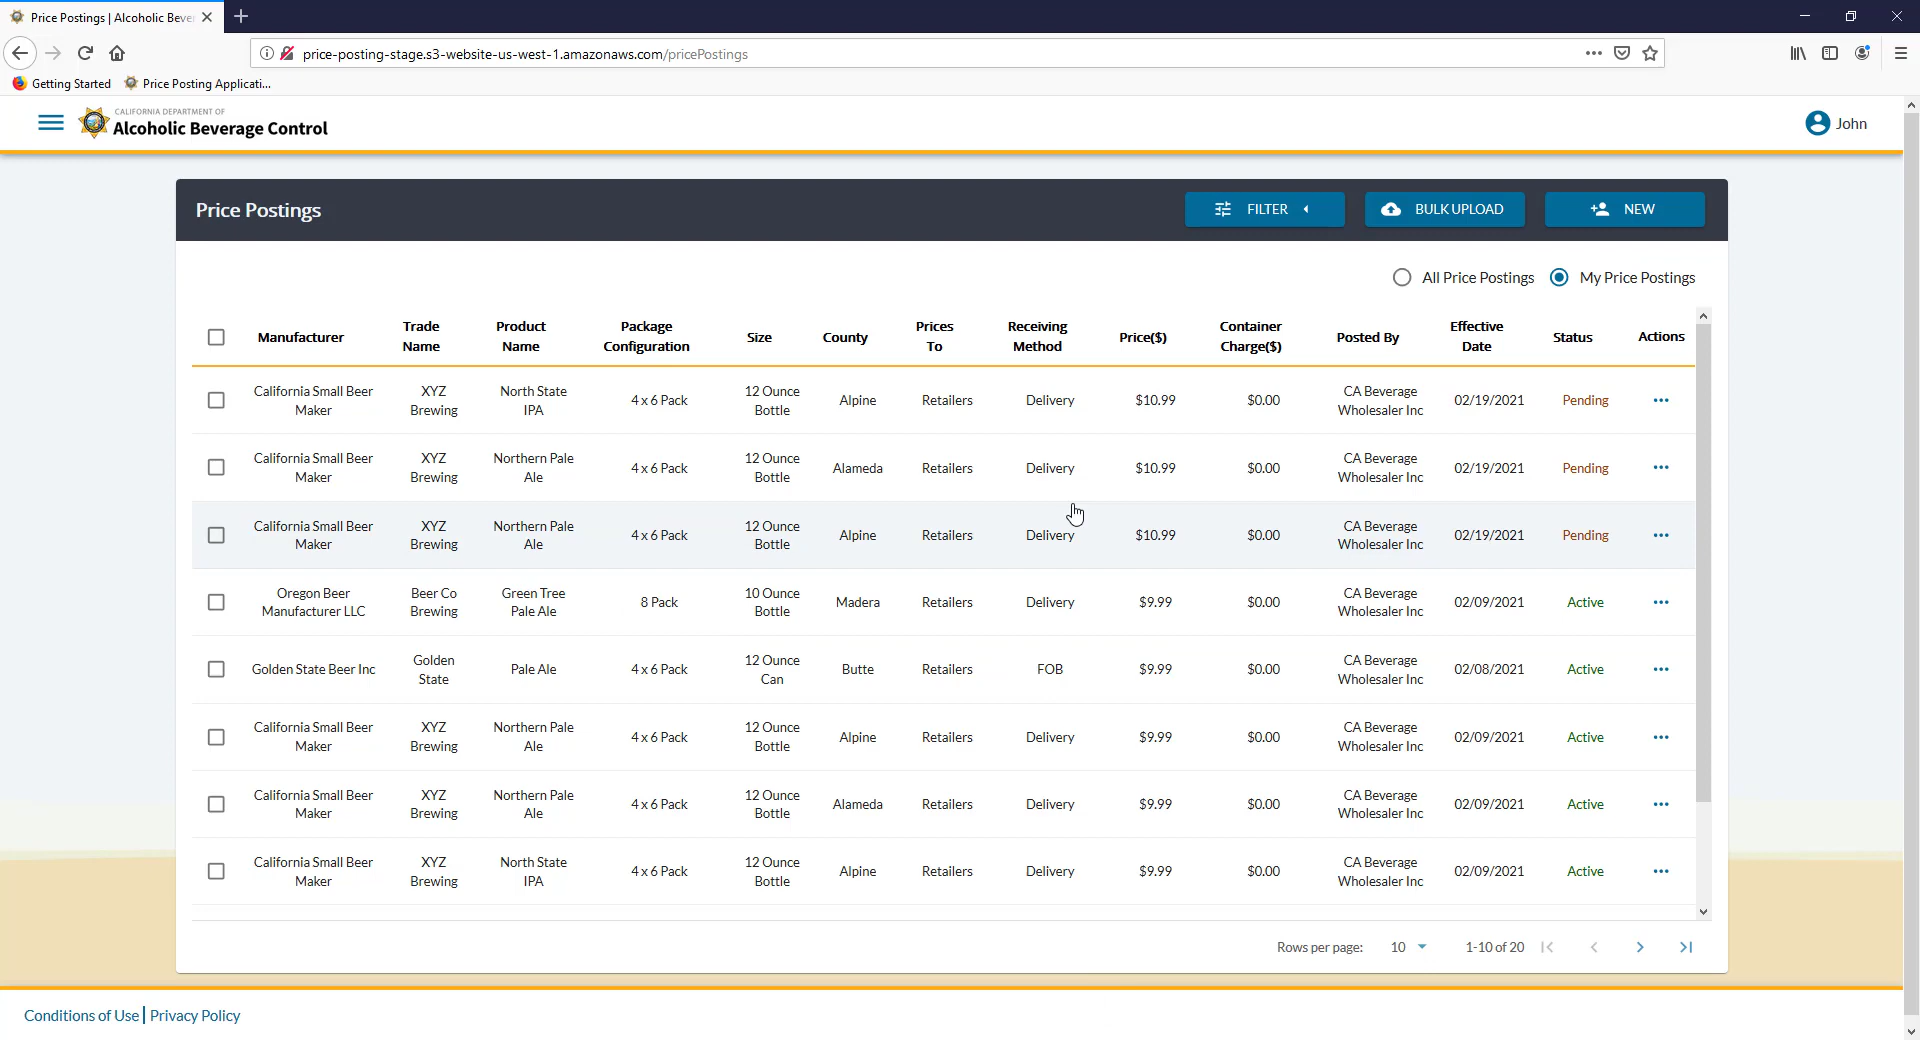 Price Postings | Alcoholic Beve
price-posting-stage.s3-website-us-west-1.amazonaws.com/pricePostings
Getting Started Price Posting Applicati...
CALIFORNIA DEPARTMENT OF
Alcoholic Beverage Control
John
Price Postings
FILTER BULK UPLOAD NEW
All Price Postings My Price Postings
Manufacturer Trade Name Product Name Package Configuration Size County Prices To Receiving Method Price($) Container Charge($) Posted By Effective Date Status Actions
California Small Beer Maker XYZ Brewing North State IPA 4 x 6 Pack 12 Ounce Bottle Alpine Retailers Delivery $10.99 $0.00 CA Beverage Wholesaler Inc 02/19/2021 Pending ...
California Small Beer Maker XYZ Brewing Northern Pale Ale 4 x 6 Pack 12 Ounce Bottle Alameda Retailers Delivery $10.99 $0.00 CA Beverage Wholesaler Inc 02/19/2021 Pending ...
California Small Beer Maker XYZ Brewing Northern Pale Ale 4 x 6 Pack 12 Ounce Bottle Alpine Retailers Delivery $10.99 $0.00 CA Beverage Wholesaler Inc 02/19/2021 Pending ...
Oregon Beer Manufacturer LLC Beer Co Brewing Green Tree Pale Ale 8 Pack 10 Ounce Bottle Madera Retailers Delivery $9.99 $0.00 CA Beverage Wholesaler Inc 02/09/2021 Active ...
Golden State Beer Inc Golden State Pale Ale 4 x 6 Pack 12 Ounce Can Butte Retailers FOB $9.99 $0.00 CA Beverage Wholesaler Inc 02/08/2021 Active ...
California Small Beer Maker XYZ Brewing Northern Pale Ale 4 x 6 Pack 12 Ounce Bottle Alpine Retailers Delivery $9.99 $0.00 CA Beverage Wholesaler Inc 02/09/2021 Active ...
California Small Beer Maker XYZ Brewing Northern Pale Ale 4 x 6 Pack 12 Ounce Bottle Alameda Retailers Delivery $9.99 $0.00 CA Beverage Wholesaler Inc 02/09/2021 Active ...
California Small Beer Maker XYZ Brewing North State IPA 4 x 6 Pack 12 Ounce Bottle Alpine Retailers Delivery $9.99 $0.00 CA Beverage Wholesaler Inc 02/09/2021 Active ...
Rows per page: 10 1-10 of 20
Conditions of Use | Privacy Policy